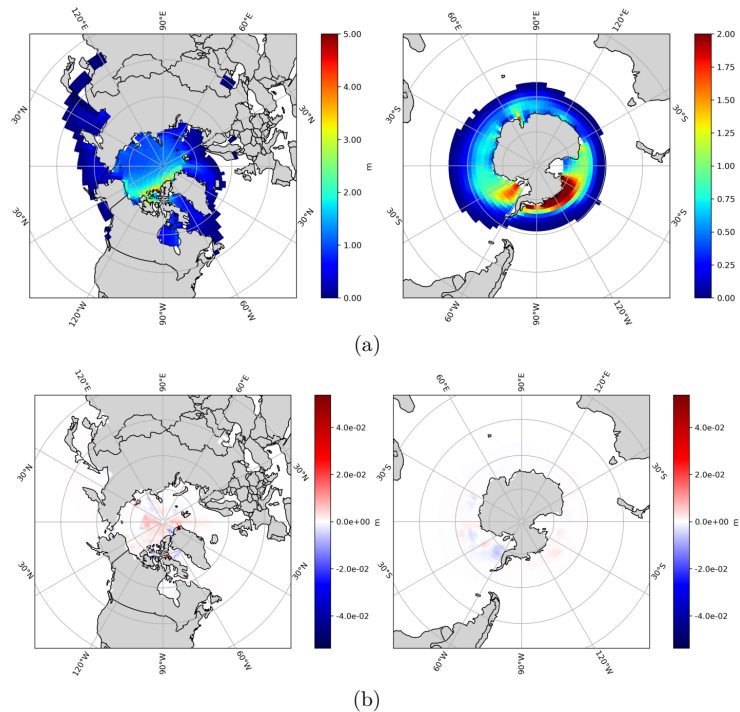 120°E 90°E 60°E
30°N
30°N
30°N
30°N
120°W 90°W 60°W
5.00
4.00
3.00
2.00
1.00
0.00
m
60°E 90°E 120°E
30°S
30°S
30°S
30°S
60°W 90°W 120°W
2.00
1.75
1.50
1.25
1.00
0.75
0.50
0.25
0.00
m
(a)
120°E 90°E 60°E
30°N
30°N
30°N
30°N
120°W 90°W 60°W
4.0e-02
2.0e-02
0.0e+00
-2.0e-02
-4.0e-02
m
60°E 90°E 120°E
30°S
30°S
30°S
30°S
60°W 90°W 120°W
4.0e-02
2.0e-02
0.0e+00
-2.0e-02
-4.0e-02
m
(b)